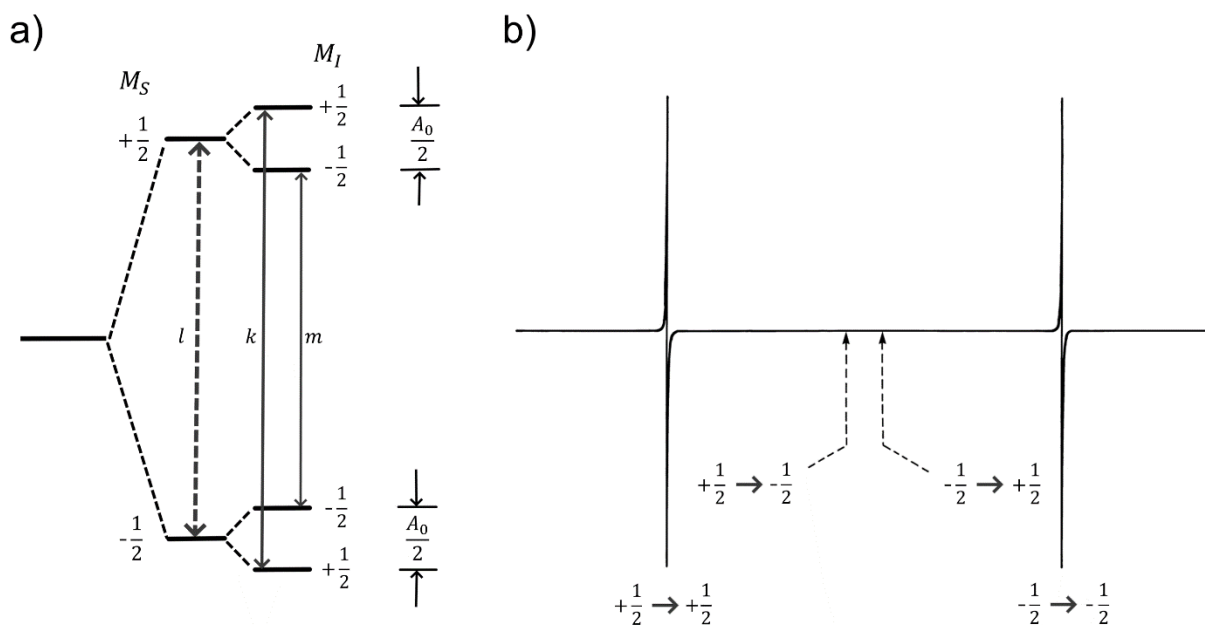 a)
M_I
M_S
+1/2
+1/2
A_0/2
-1/2
l
k
m
-1/2
-1/2
A_0/2
+1/2
b)
+1/2 → -1/2
-1/2 → +1/2
+1/2 → +1/2
-1/2 → -1/2